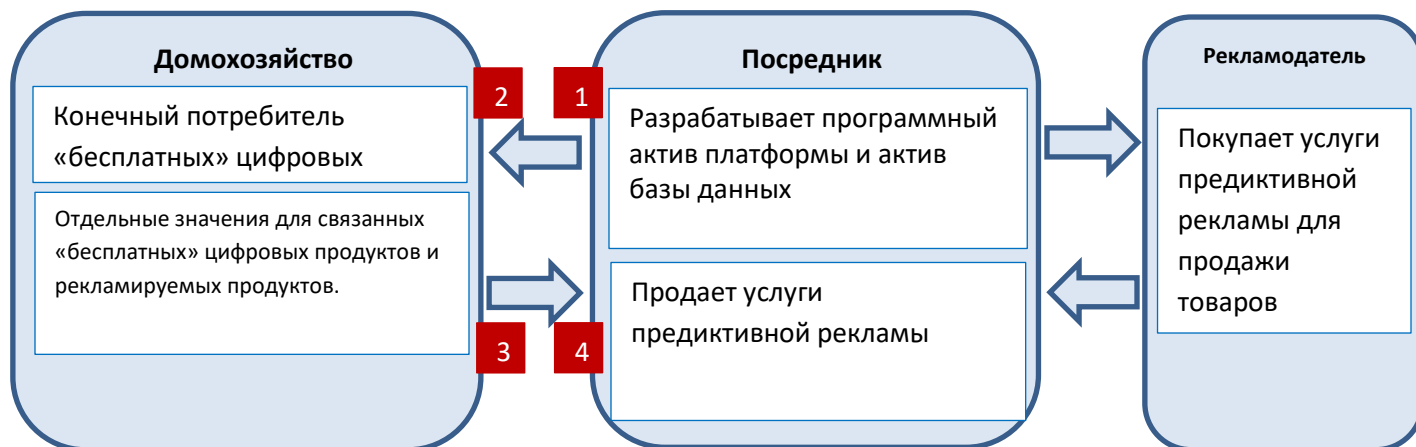 Домохозяйство
Конечный потребитель
«бесплатных» цифровых
Отдельные значения для связанных
«бесплатных» цифровых продуктов и
рекламируемых продуктов.
2
3
1
4
Посредник
Разрабатывает программный
актив платформы и актив
базы данных
Продает услуги
предиктивной рекламы
Рекламодатель
Покупает услуги
предиктивной
рекламы для
продажи
товаров